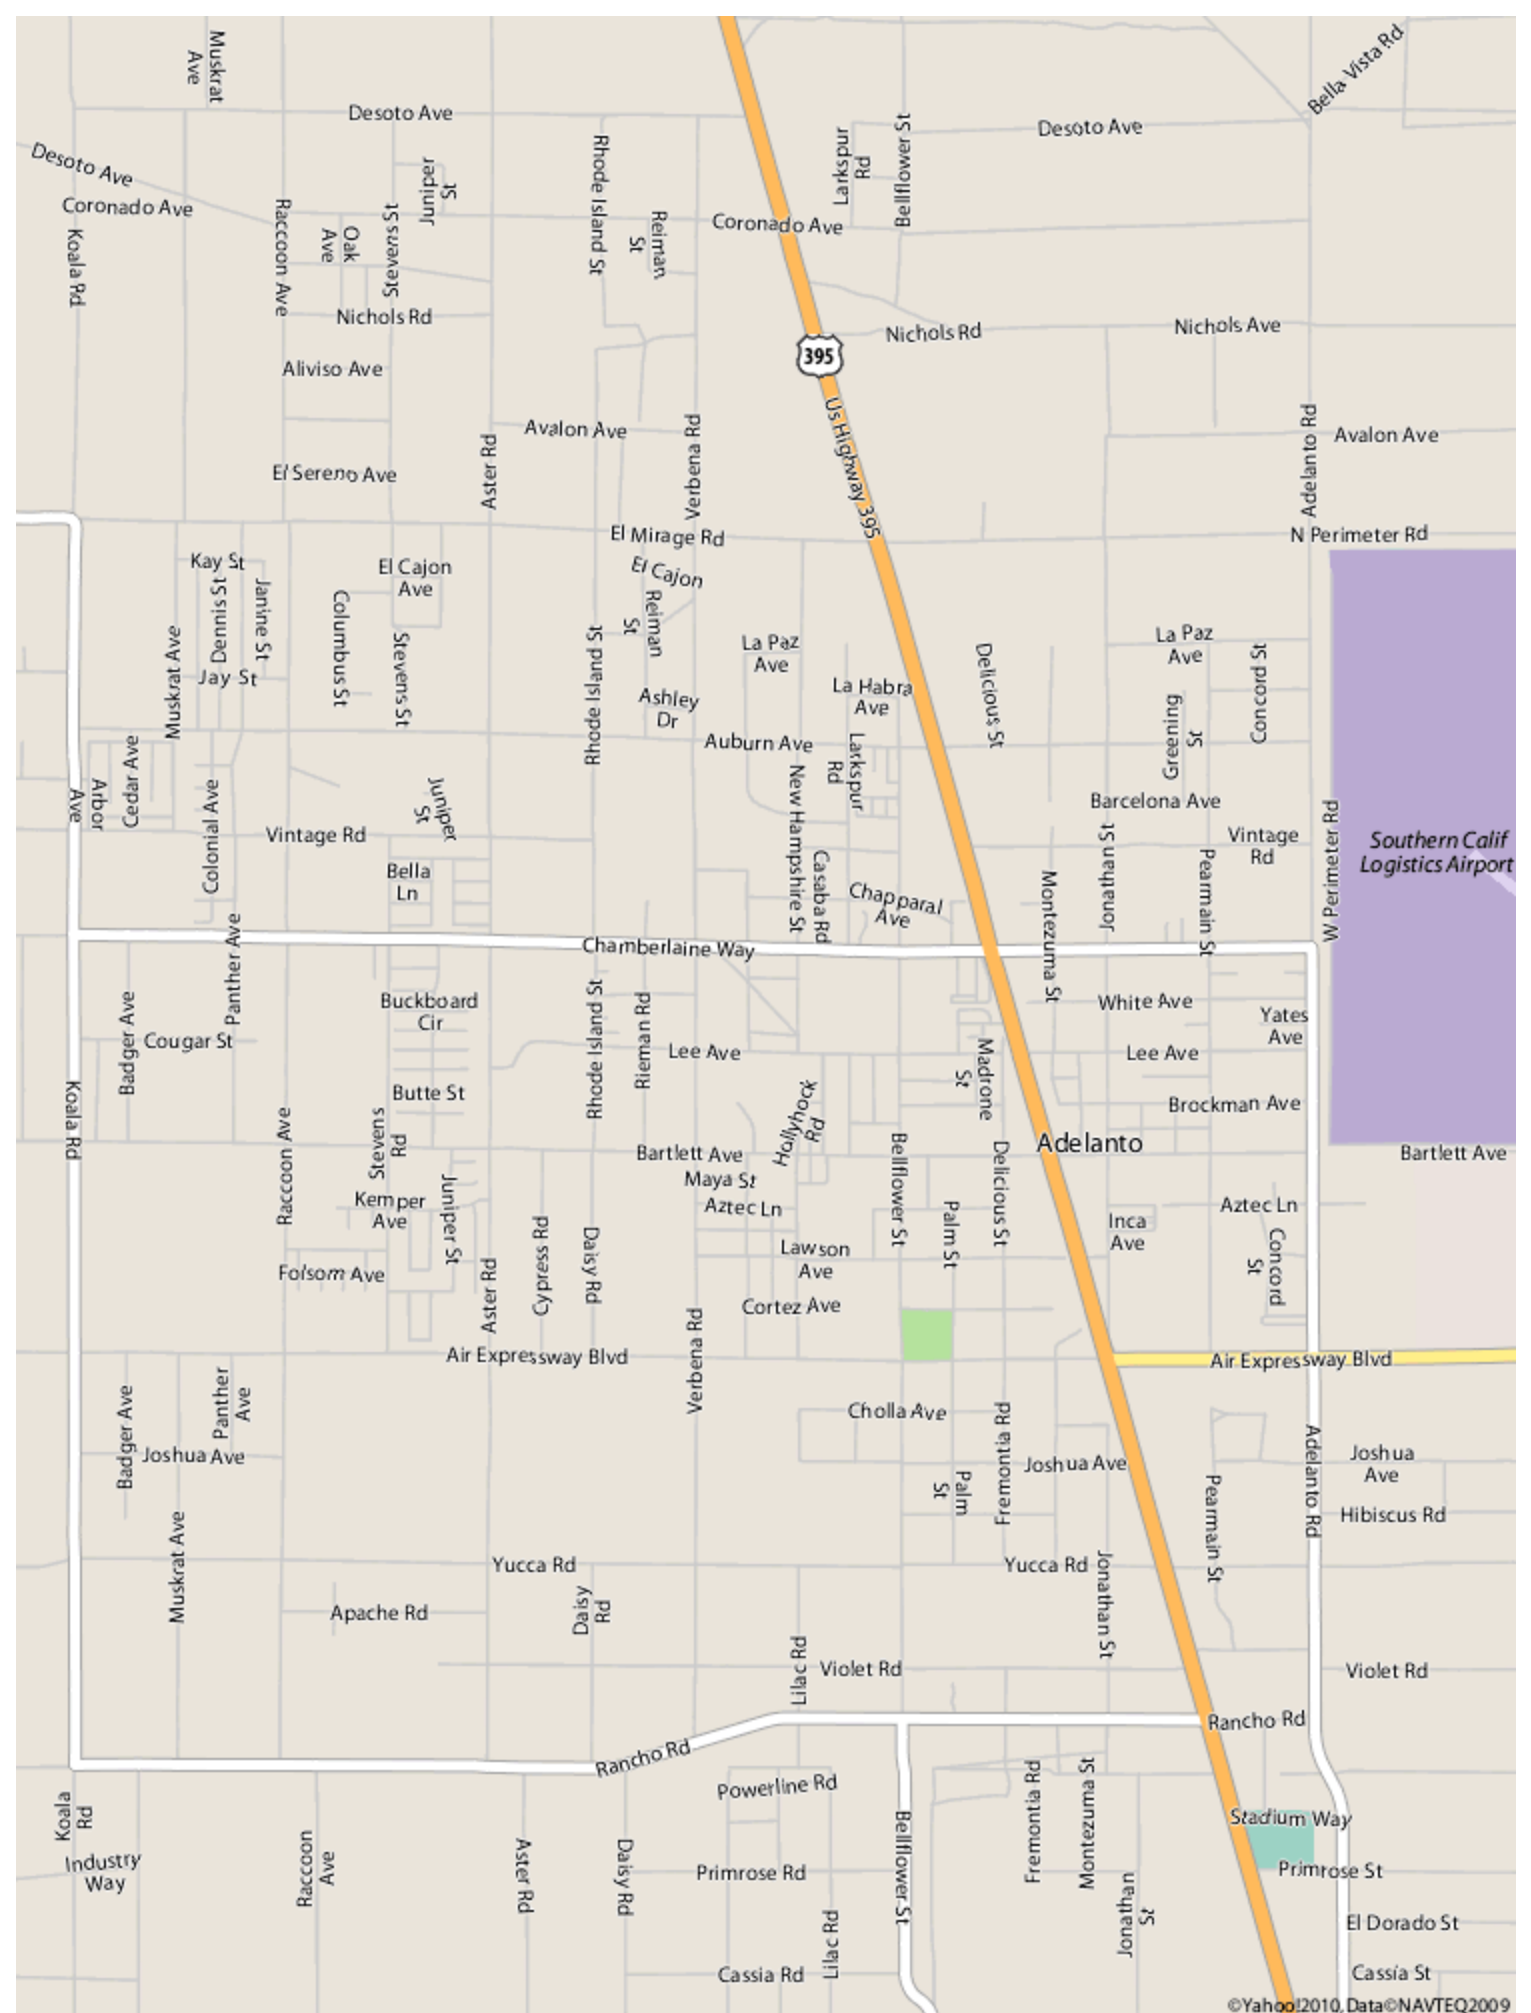 Muskrat
Ave
Bella Vista Rd
Desoto Ave
Desoto Ave
Desoto Ave
Larkspur
Rd
Bellflower St
Juniper
St
Rhode Island St
Coronado Ave
Coronado Ave
Koala Rd
Raccoon Ave
Oak
Ave
Stevens St
Reiman
St
Nichols Rd
Nichols Rd
Nichols Ave
395
Aliviso Ave
Us Highway 395
Avalon Ave
Avalon Ave
Verbena Rd
Adelanto Rd
Aster Rd
El Sereno Ave
El Mirage Rd
N Perimeter Rd
Kay St
El Cajon
Ave
El Cajon
Dennis St
Janine St
Columbus St
Reiman
St
Muskrat Ave
Stevens St
Rhode Island St
La Paz
Ave
La Paz
Ave
Jay St
Delicious St
Concord St
La Habra
Ave
Ashley
Dr
Greening
St
Auburn Ave
Larkspur
Rd
Arbor
Ave
Cedar Ave
Colonial Ave
Juniper
St
New Hampshire St
Barcelona Ave
Vintage Rd
Vintage
Rd
Jonathan St
W Perimeter Rd
Southern Calif
Logistics Airport
Bella
Ln
Casaba Rd
Chapparal
Ave
Montezuma St
Pearmain St
Panther Ave
Chamberlaine Way
Badger Ave
Buckboard
Cir
Rhode Island St
Rieman Rd
White Ave
Yates
Ave
Cougar St
Lee Ave
Lee Ave
Madrone
St
Koala Rd
Butte St
Hollyhock
Rd
Brockman Ave
Raccoon Ave
Stevens
Rd
Adelanto
Bartlett Ave
Bartlett Ave
Maya St
Bellflower St
Delicious St
Kemper
Ave
Juniper St
Aztec Ln
Aztec Ln
Palm St
Inca
Ave
Cypress Rd
Daisy Rd
Lawson
Ave
Concord
St
Folsom Ave
Aster Rd
Cortez Ave
Verbena Rd
Air Expressway Blvd
Air Expressway Blvd
Panther
Ave
Badger Ave
Cholla Ave
Fremontia Rd
Joshua Ave
Joshua Ave
Joshua
Ave
Adelanto Rd
Palm
St
Pearmain St
Hibiscus Rd
Muskrat Ave
Yucca Rd
Yucca Rd
Jonathan St
Apache Rd
Daisy
Rd
Lilac Rd
Violet Rd
Violet Rd
Rancho Rd
Rancho Rd
Powerline Rd
Fremontia Rd
Montezuma St
Koala
Rd
Stadium Way
Bellflower St
Industry
Way
Raccoon
Ave
Aster Rd
Daisy Rd
Primrose Rd
Primrose St
Jonathan
St
Lilac Rd
El Dorado St
Cassia Rd
Cassia St
©Yahoo!2010, Data©NAVTEQ2009